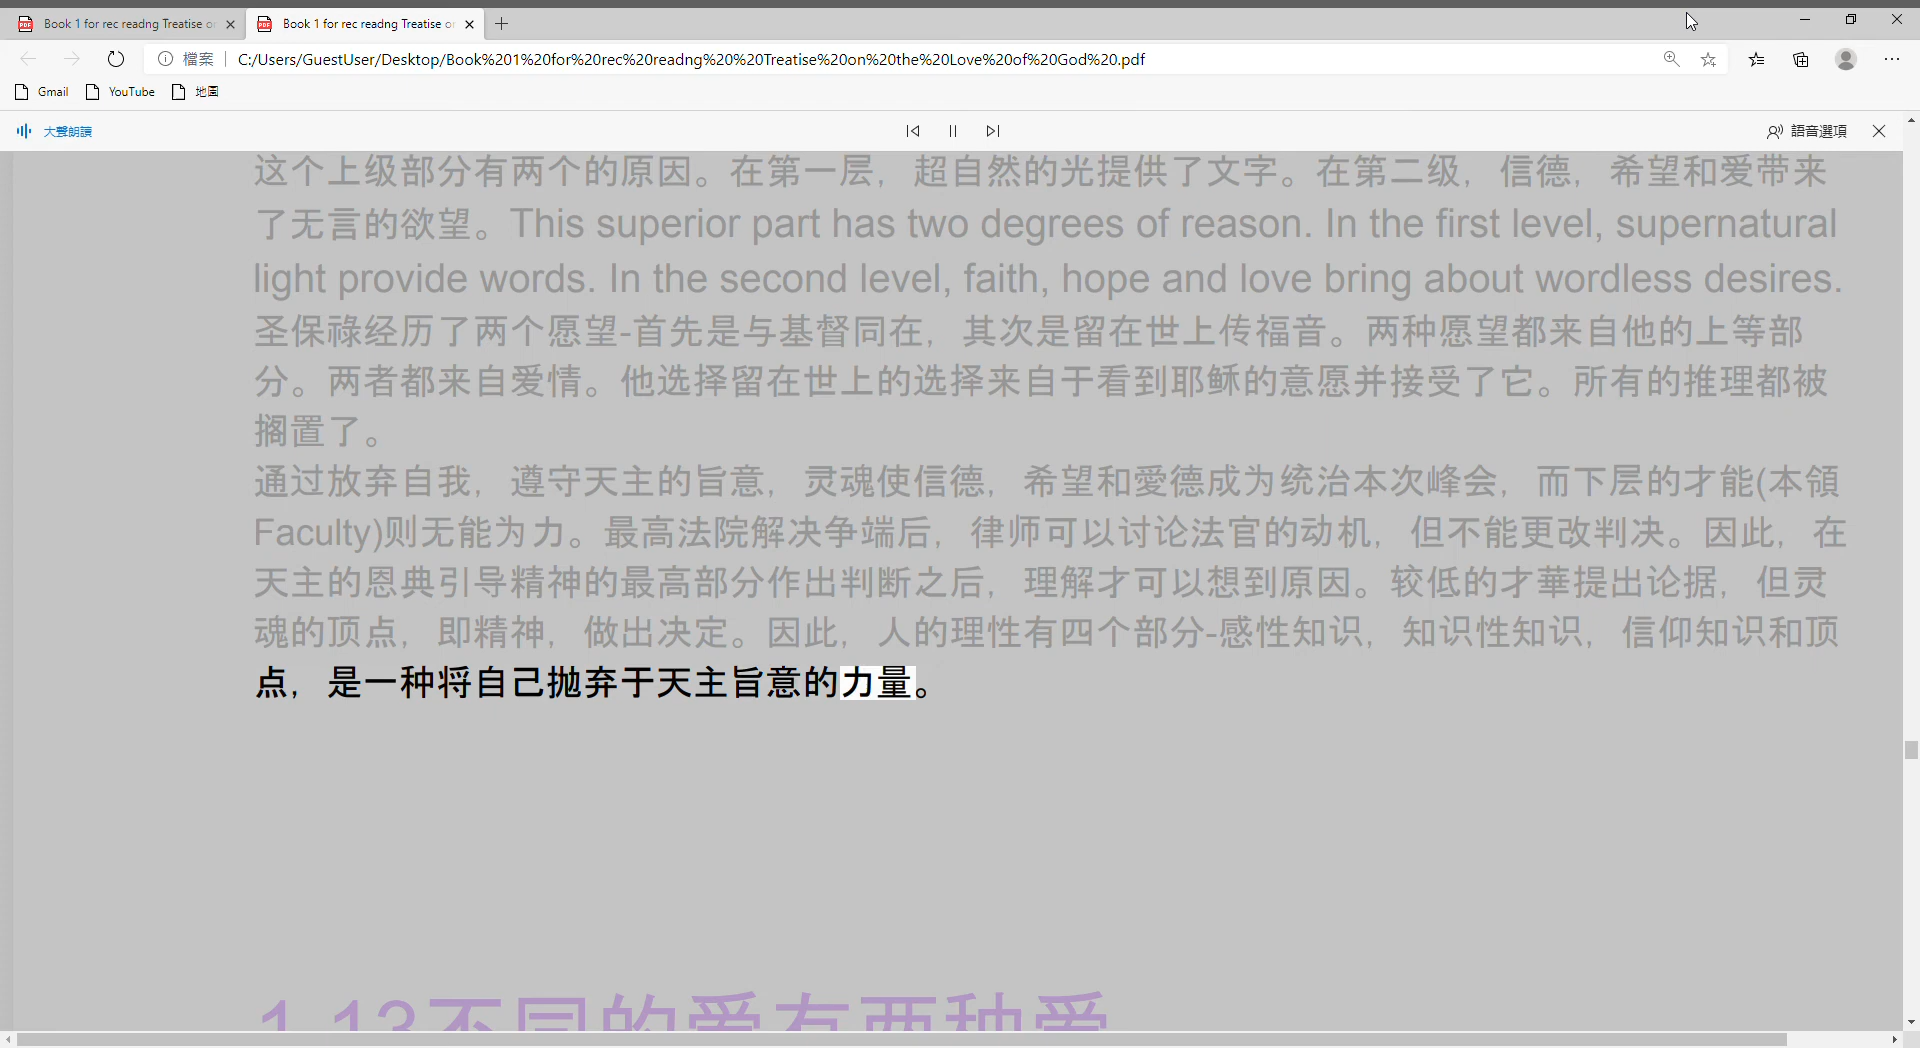 Book 1 for rec readng Treatise or
Book 1 for rec readng Treatise or
檔案
C:/Users/GuestUser/Desktop/Book%201%20for%20rec%20readng%20%20Treatise%20on%20the%20Love%20of%20God%20.pdf
Gmail
YouTube
地圖
大聲朗讀
語音選項
这个上级部分有两个的原因。在第一层，超自然的光提供了文字。在第二级，信德，希望和爱带来
了无言的欲望。This superior part has two degrees of reason. In the first level, supernatural
light provide words. In the second level, faith, hope and love bring about wordless desires.
圣保祿经历了两个愿望-首先是与基督同在，其次是留在世上传福音。两种愿望都来自他的上等部
分。两者都来自爱情。他选择留在世上的选择来自于看到耶稣的意愿并接受了它。所有的推理都被
搁置了。
通过放弃自我，遵守天主的旨意，灵魂使信德，希望和愛德成为统治本次峰会，而下层的才能(本領
Faculty)则无能为力。最高法院解决争端后，律师可以讨论法官的动机，但不能更改判决。因此，在
天主的恩典引导精神的最高部分作出判断之后，理解才可以想到原因。较低的才華提出论据，但灵
魂的顶点，即精神，做出决定。因此，人的理性有四个部分-感性知识，知识性知识，信仰知识和顶
点，是一种将自己抛弃于天主旨意的力量。
1.13不同的爱有两种爱